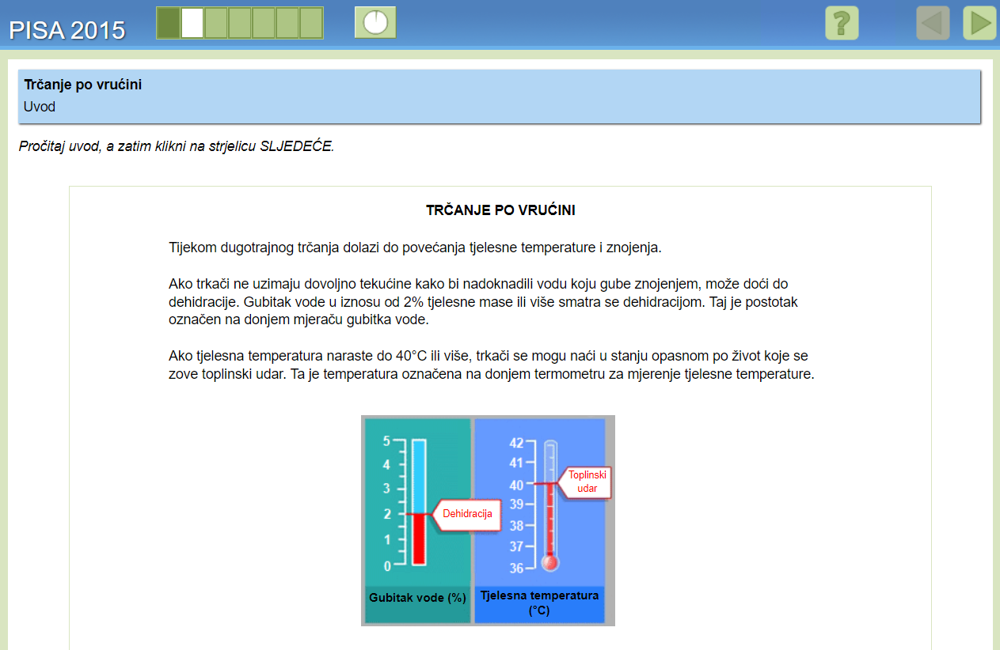 PISA 2015
?
Trčanje po vrućini
Uvod
Pročitaj uvod, a zatim klikni na strjelicu SLJEDEĆE.
TRČANJE PO VRUĆINI
Tijekom dugotrajnog trčanja dolazi do povećanja tjelesne temperature i znojenja.
Ako trkači ne uzimaju dovoljno tekućine kako bi nadoknadili vodu koju gube znojenjem, može doći do
dehidracije. Gubitak vode u iznosu od 2% tjelesne mase ili više smatra se dehidracijom. Taj je postotak
označen na donjem mjeraču gubitka vode.
Ako tjelesna temperatura naraste do 40°C ili više, trkači se mogu naći u stanju opasnom po život koje se
zove toplinski udar. Ta je temperatura označena na donjem termometru za mjerenje tjelesne temperature.
5
4
3
2
1
0
Dehidracija
Gubitak vode (%)
42
41
40
39
38
37
36
Toplinski
udar
Tjelesna temperatura
(°C)